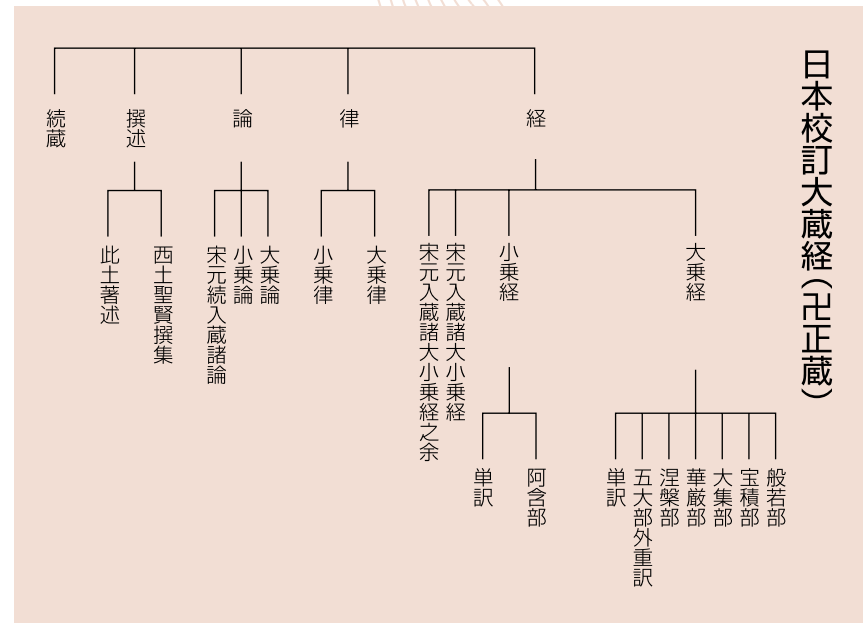 日本校訂大蔵経（卍正蔵）
経
律
論
撰述
続蔵
大乗経
小乗経
宋元入蔵諸大小乗経
宋元入蔵諸大小乗経之余
大乗律
小乗律
大乗論
小乗論
宋元続入蔵諸論
西土聖賢撰集
此土著述
般若部
宝積部
大集部
華厳部
涅槃部
五大部外重訳
単訳
阿含部
単訳